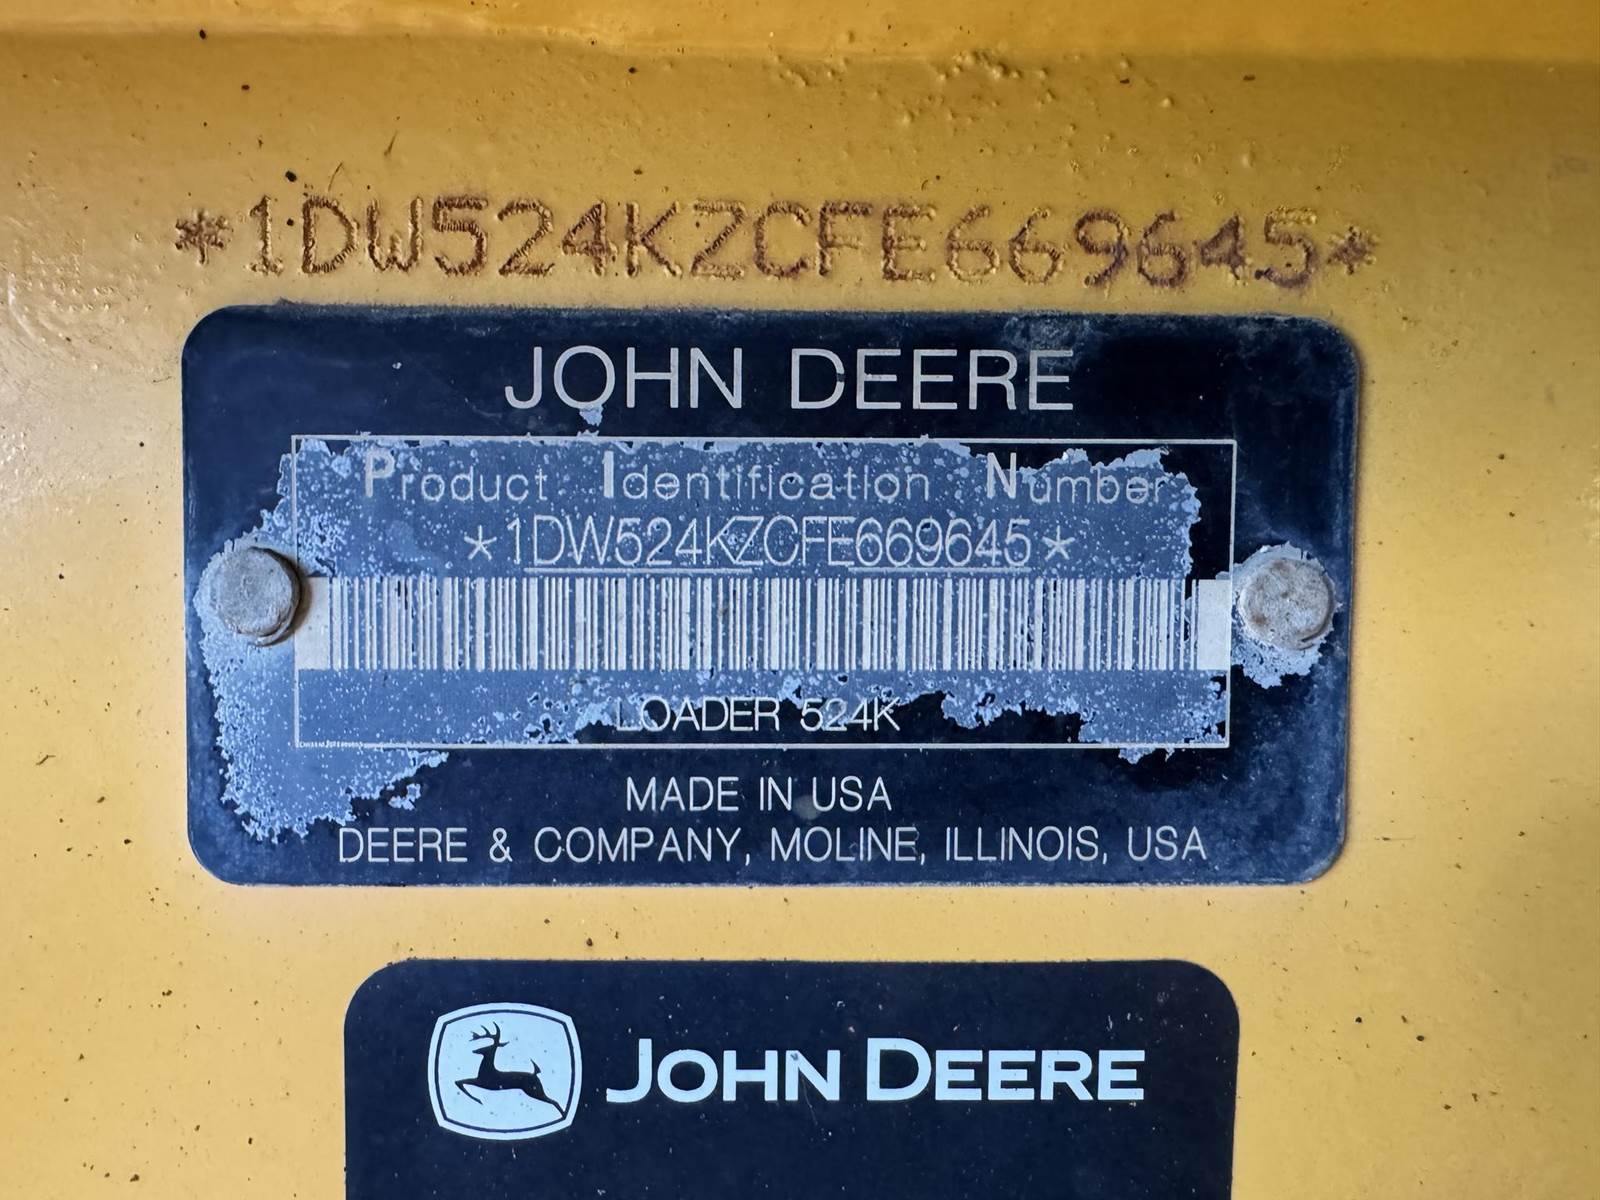 *1DW524KZCFE669645*
JOHN DEERE
Product Identification Number
*1DW524KZCFE669645*
LOADER 524K
MADE IN USA
DEERE & COMPANY, MOLINE, ILLINOIS, USA
JOHN DEERE